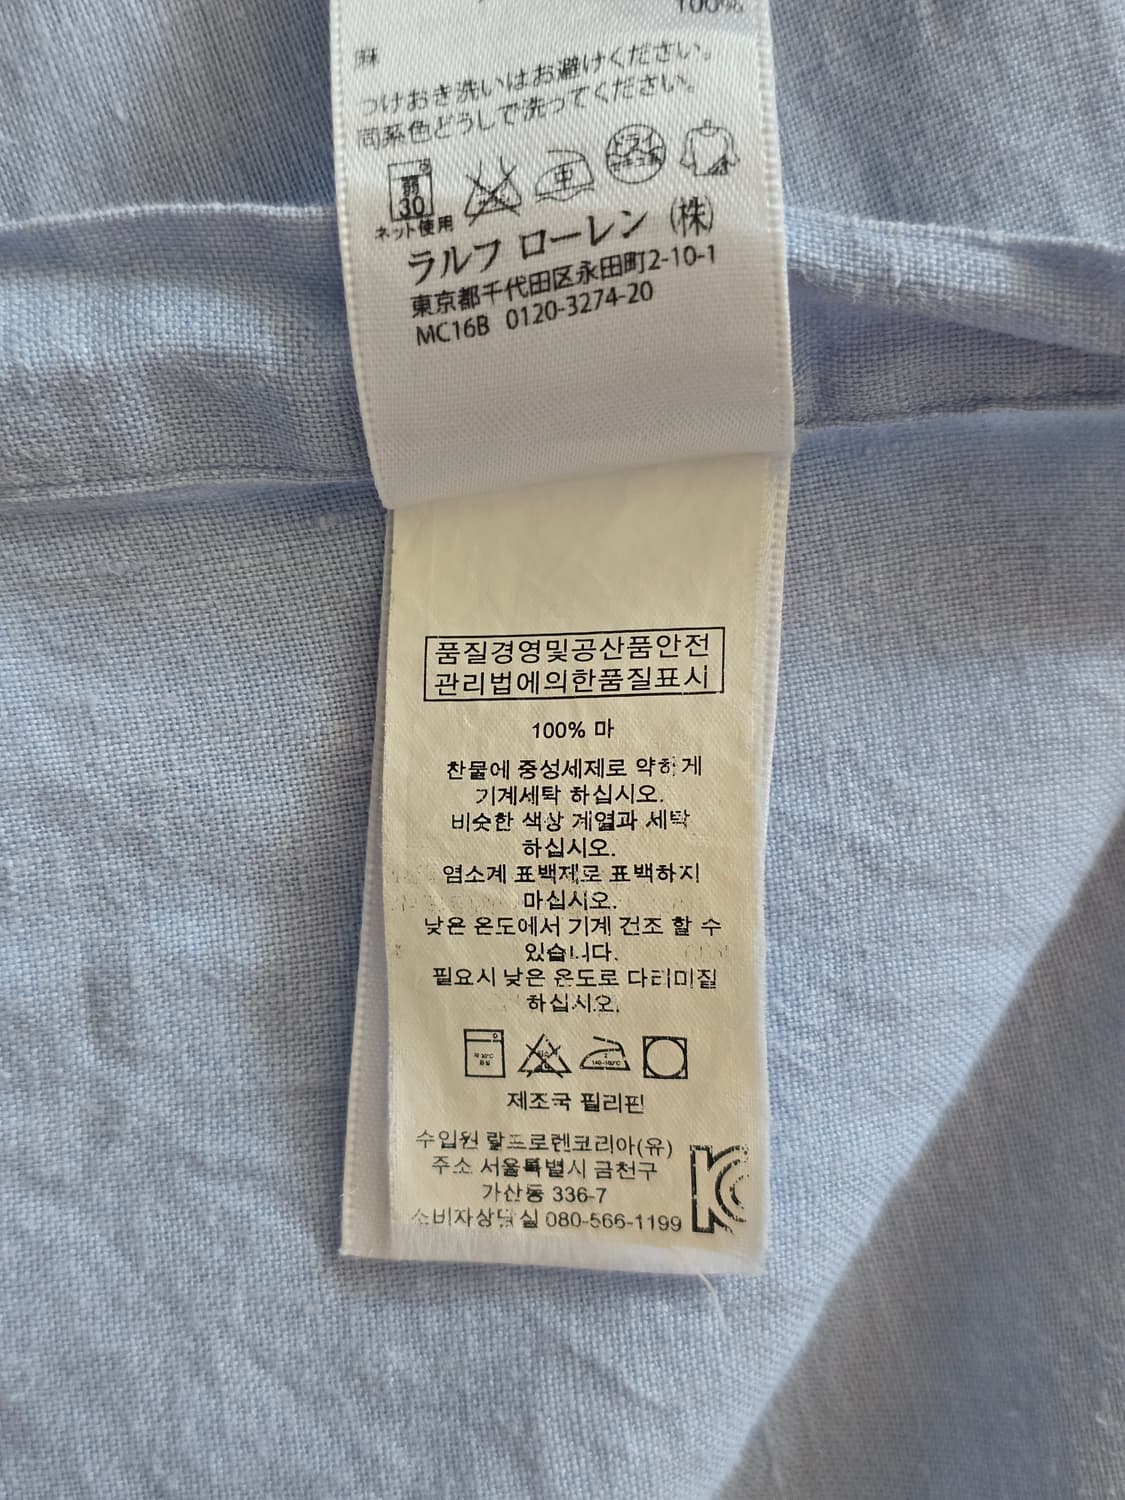 100%
麻
つけおき洗いはお避けください。
同系色どうしで洗ってください。
弱
30
中
ドライ
ネット使用
ラルフ ローレン (株)
東京都千代田区永田町2-10-1
MC16B 0120-3274-20
품질경영및공산품안전
관리법에의한품질표시
100% 마
찬물에 중성세제로 약하게
기계세탁 하십시오.
비슷한 색상 계열과 세탁
하십시오.
염소계 표백제로 표백하지
마십시오.
낮은 온도에서 기계 건조 할 수
있습니다.
필요시 낮은 온도로 다리미질
하십시오.
제조국 필리핀
수입원 랄프로렌코리아(유)
주소 서울특별시 금천구
가산동 336-7
소비자상담실 080-566-1199